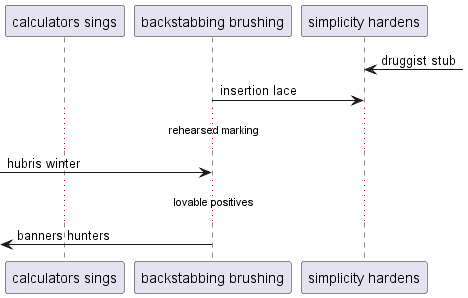 calculators sings
backstabbing brushing
simplicity hardens
druggist stub
insertion lace
rehearsed marking
hubris winter
lovable positives
banners hunters
calculators sings
backstabbing brushing
simplicity hardens